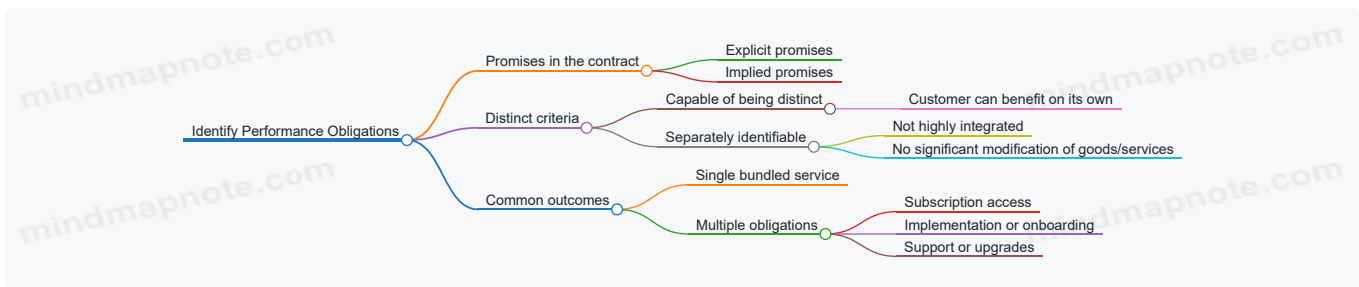 mindmapnote.com
mindmapnote.com
Identify Performance Obligations
Promises in the contract
Explicit promises
Implied promises
Distinct criteria
Capable of being distinct
Customer can benefit on its own
Separately identifiable
Not highly integrated
No significant modification of goods/services
Common outcomes
Single bundled service
Multiple obligations
Subscription access
Implementation or onboarding
Support or upgrades
mindmapnote.com
mindmapnote.com